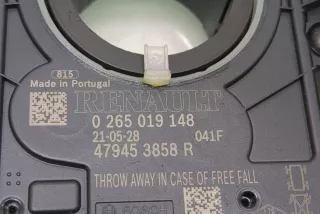 815
Made in Portugal
RENAULT
0 265 019 148
21-05-28 041F
47945 3858 R
THROW AWAY IN CASE OF FREE FALL